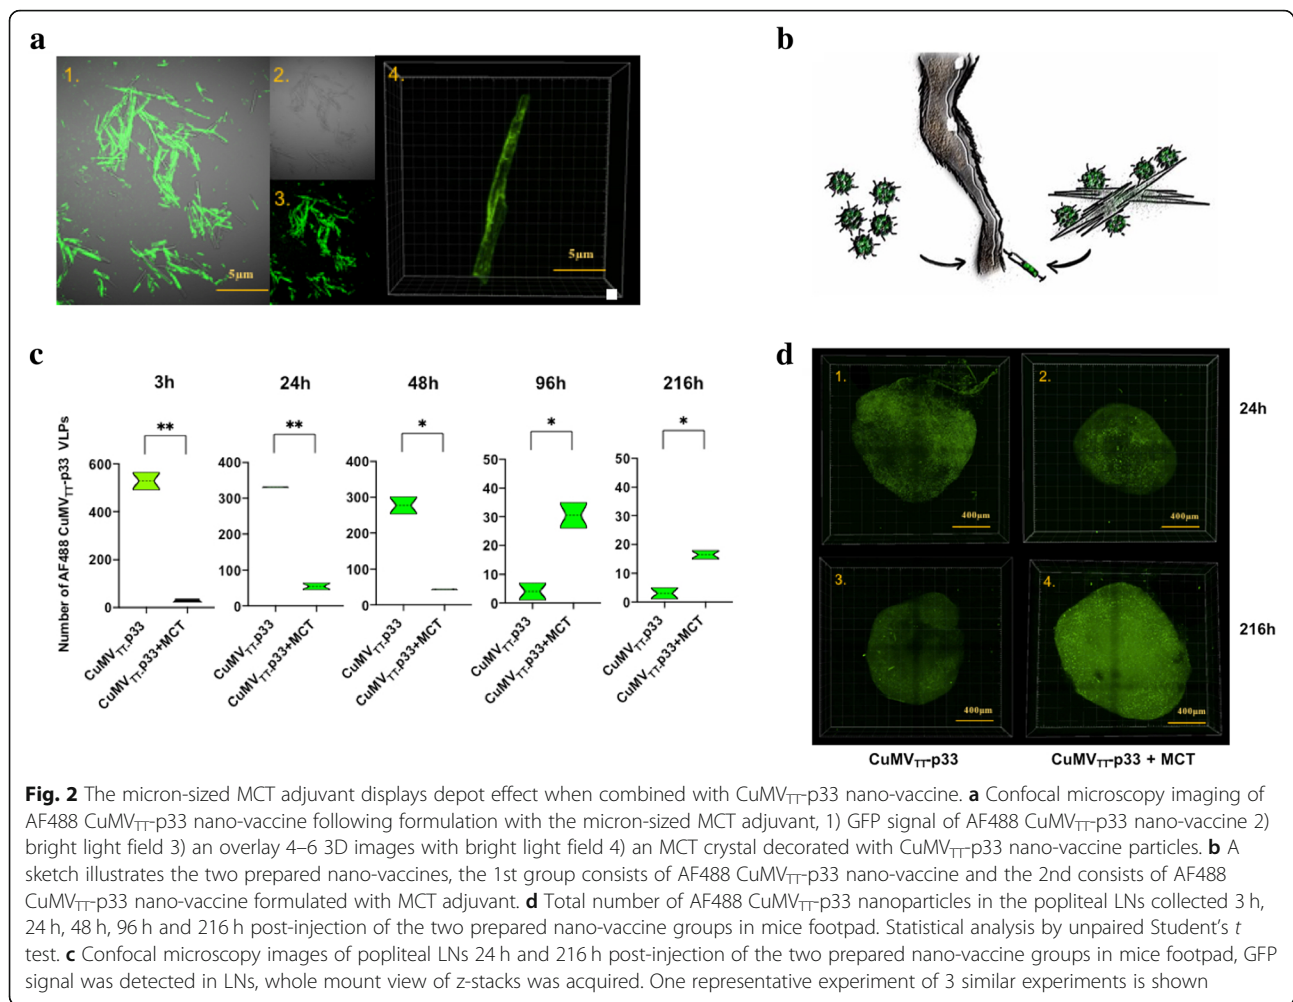 a
1.
2.
3.
4.
5µm
5µm
b
c
3h
24h
48h
96h
216h
**
**
*
*
*
Number of AF488 CuMVTT-p33 VLPs
600
400
200
0
400
300
200
100
0
400
300
200
100
0
50
40
30
20
10
0
50
40
30
20
10
0
CuMVTT-p33
CuMVTT-p33+MCT
CuMVTT-p33
CuMVTT-p33+MCT
CuMVTT-p33
CuMVTT-p33+MCT
CuMVTT-p33
CuMVTT-p33+MCT
CuMVTT-p33
CuMVTT-p33+MCT
d
1.
2.
24h
400µm
400µm
3.
4.
216h
400µm
400µm
CuMVTT-p33
CuMVTT-p33 + MCT
Fig. 2 The micron-sized MCT adjuvant displays depot effect when combined with CuMVTT-p33 nano-vaccine. a Confocal microscopy imaging of
AF488 CuMVTT-p33 nano-vaccine following formulation with the micron-sized MCT adjuvant, 1) GFP signal of AF488 CuMVTT-p33 nano-vaccine 2)
bright light field 3) an overlay 4–6 3D images with bright light field 4) an MCT crystal decorated with CuMVTT-p33 nano-vaccine particles. b A
sketch illustrates the two prepared nano-vaccines, the 1st group consists of AF488 CuMVTT-p33 nano-vaccine and the 2nd consists of AF488
CuMVTT-p33 nano-vaccine formulated with MCT adjuvant. d Total number of AF488 CuMVTT-p33 nanoparticles in the popliteal LNs collected 3 h,
24 h, 48 h, 96 h and 216 h post-injection of the two prepared nano-vaccine groups in mice footpad. Statistical analysis by unpaired Student's t
test. c Confocal microscopy images of popliteal LNs 24 h and 216 h post-injection of the two prepared nano-vaccine groups in mice footpad, GFP
signal was detected in LNs, whole mount view of z-stacks was acquired. One representative experiment of 3 similar experiments is shown